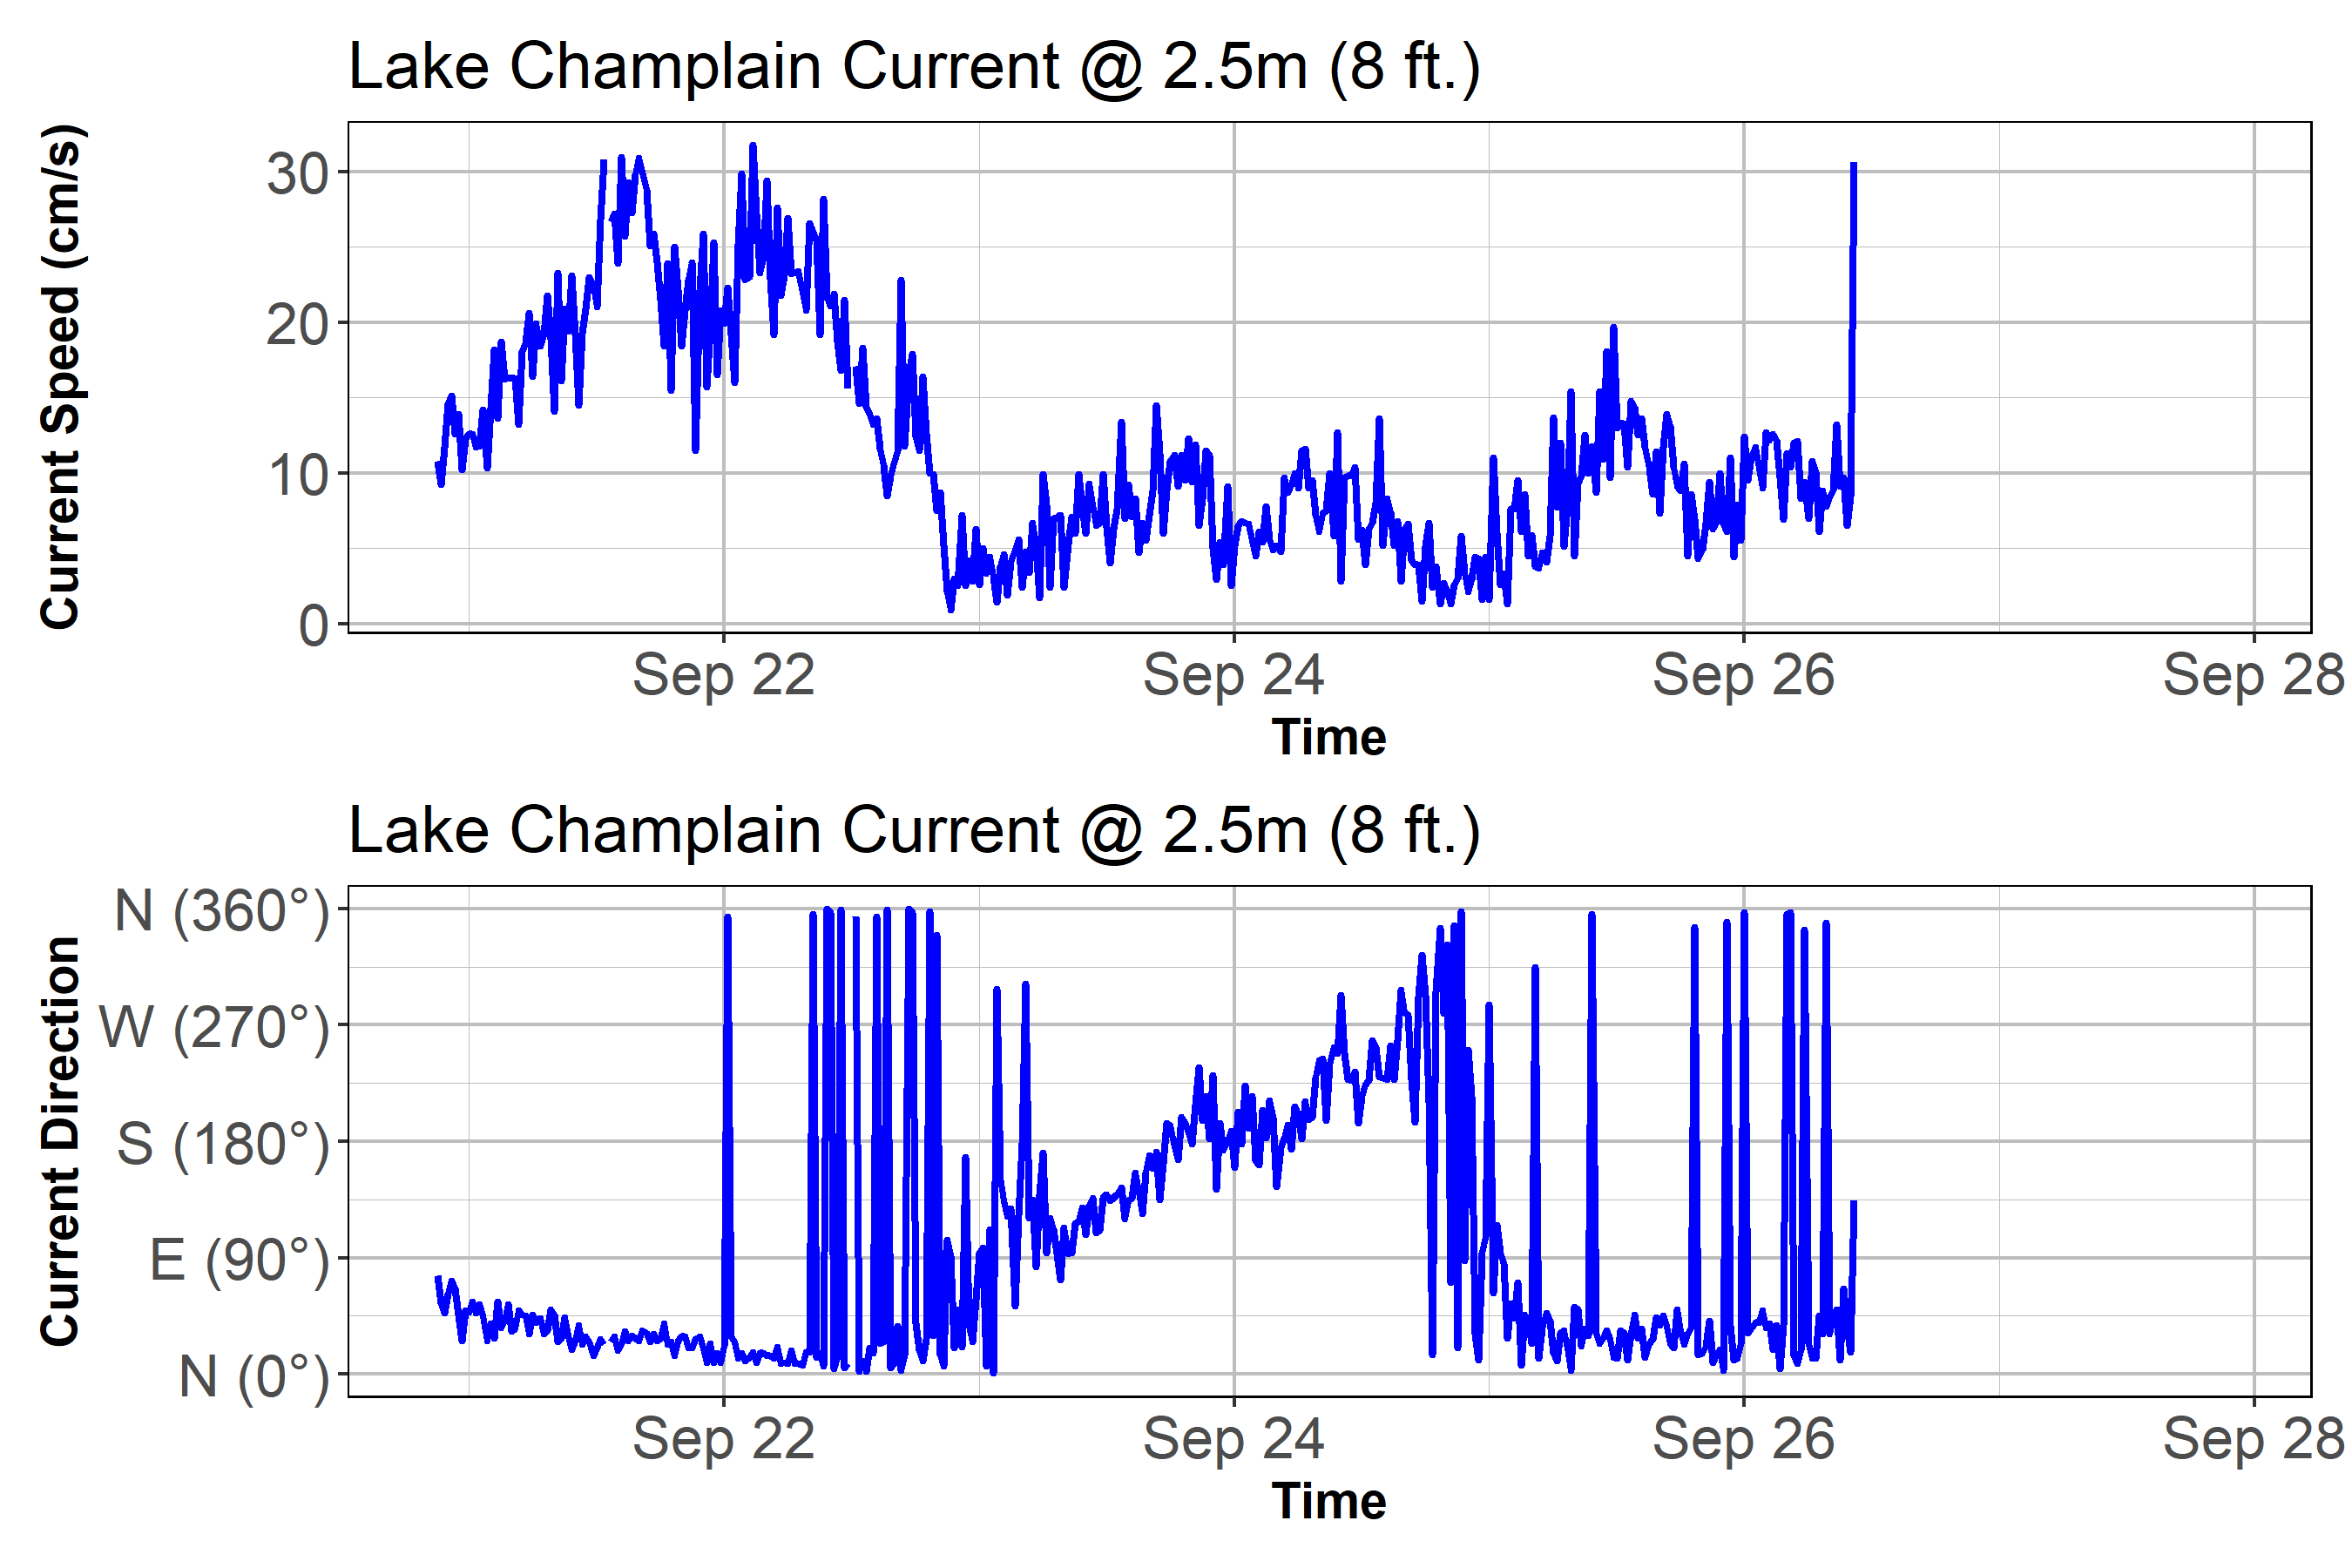 Lake Champlain Current @ 2.5m (8 ft.)
Current Speed (cm/s)
30
20
10
0
Sep 22 Sep 24 Sep 26 Sep 28
Time
Lake Champlain Current @ 2.5m (8 ft.)
Current Direction
N (360°)
W (270°)
S (180°)
E (90°)
N (0°)
Sep 22 Sep 24 Sep 26 Sep 28
Time